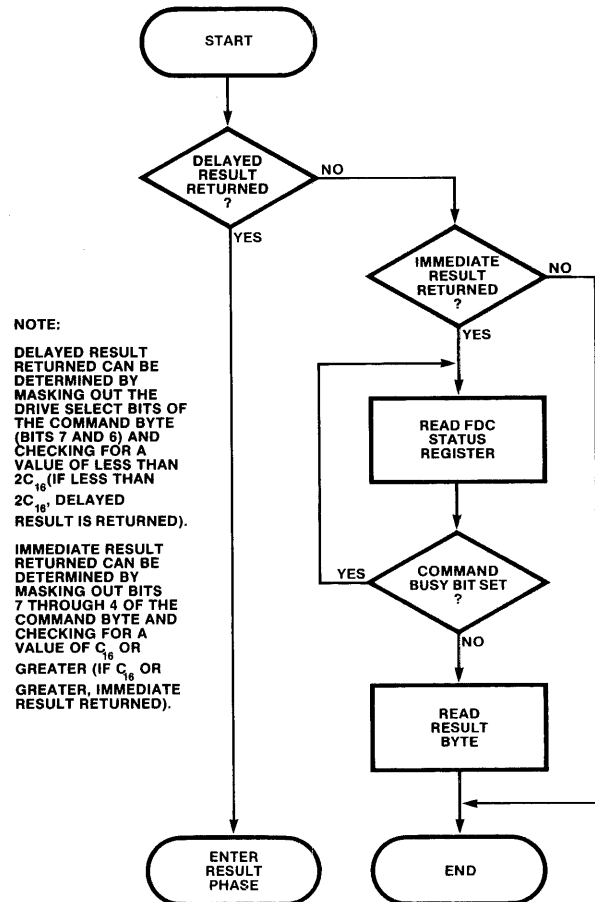 START
DELAYED
RESULT
RETURNED
?
NO
YES
IMMEDIATE
RESULT
RETURNED
?
NO
YES
NOTE:
DELAYED RESULT
RETURNED CAN BE
DETERMINED BY
MASKING OUT THE
DRIVE SELECT BITS OF
THE COMMAND BYTE
(BITS 7 AND 6) AND
CHECKING FOR A
VALUE OF LESS THAN
2C16(IF LESS THAN
2C16, DELAYED
RESULT IS RETURNED).
IMMEDIATE RESULT
RETURNED CAN BE
DETERMINED BY
MASKING OUT BITS
7 THROUGH 4 OF THE
COMMAND BYTE AND
CHECKING FOR A
VALUE OF C16 OR
GREATER (IF C16 OR
GREATER, IMMEDIATE
RESULT RETURNED).
READ FDC
STATUS
REGISTER
YES
COMMAND
BUSY BIT SET
?
NO
READ
RESULT
BYTE
ENTER
RESULT
PHASE
END